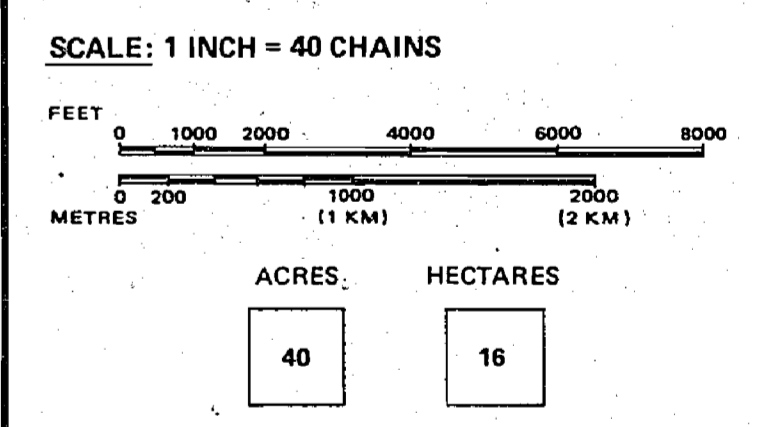 SCALE: 1 INCH = 40 CHAINS
FEET
0 1000 2000 4000 6000 8000
0 200 1000 2000
METRES (1 KM) (2 KM)
ACRES HECTARES
40 16